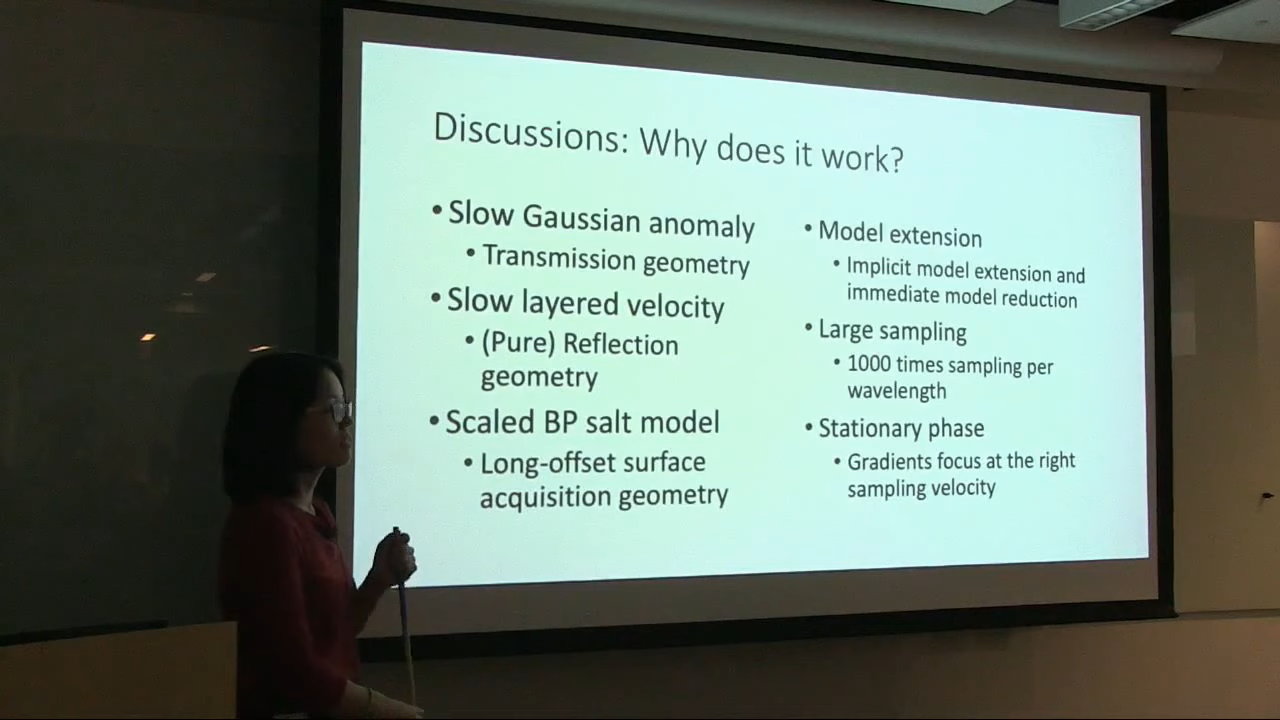 Discussions: Why does it work?
• Slow Gaussian anomaly
• Transmission geometry
• Slow layered velocity
• (Pure) Reflection
geometry
• Scaled BP salt model
• Long-offset surface
acquisition geometry
• Model extension
• Implicit model extension and
immediate model reduction
• Large sampling
• 1000 times sampling per
wavelength
• Stationary phase
• Gradients focus at the right
sampling velocity